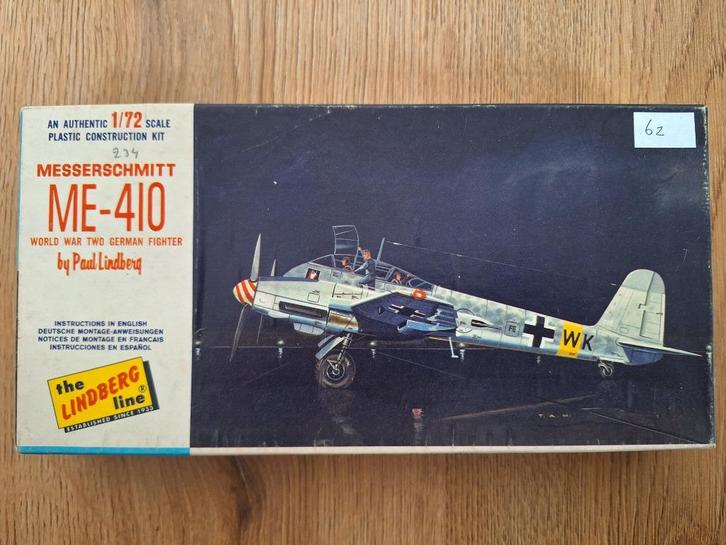 AN AUTHENTIC 1/72 SCALE
PLASTIC CONSTRUCTION KIT
234
MESSERSCHMITT
ME-410
WORLD WAR TWO GERMAN FIGHTER
by Paul Lindberg
INSTRUCTIONS IN ENGLISH
DEUTSCHE MONTAGE-ANWEISUNGEN
NOTICES DE MONTAGE EN FRANCAIS
INSTRUCCIONES EN ESPAÑOL
the
LINDBERG
line®
ESTABLISHED SINCE 1933
62
FE
WK
T.A.M.